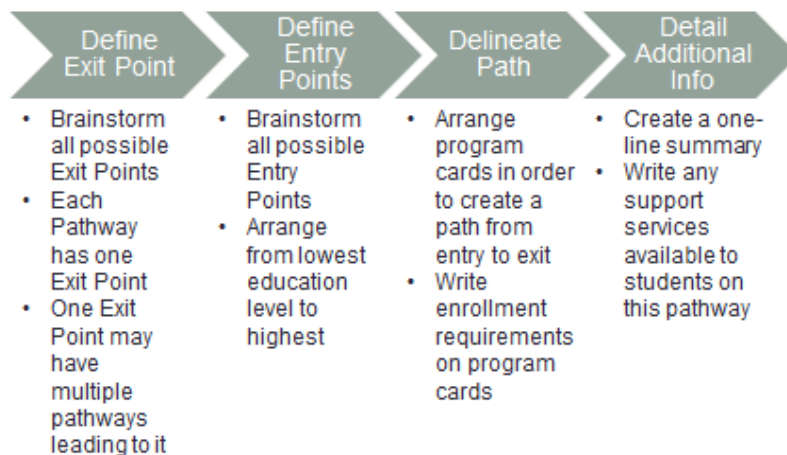 Define
Exit Point
• Brainstorm
all possible
Exit Points
• Each
Pathway
has one
Exit Point
• One Exit
Point may
have
multiple
pathways
leading to it
Define
Entry
Points
• Brainstorm
all possible
Entry
Points
• Arrange
from lowest
education
level to
highest
Delineate
Path
• Arrange
program
cards in order
to create a
path from
entry to exit
• Write
enrollment
requirements
on program
cards
Detail
Additional
Info
• Create a one-
line summary
• Write any
support
services
available to
students on
this pathway